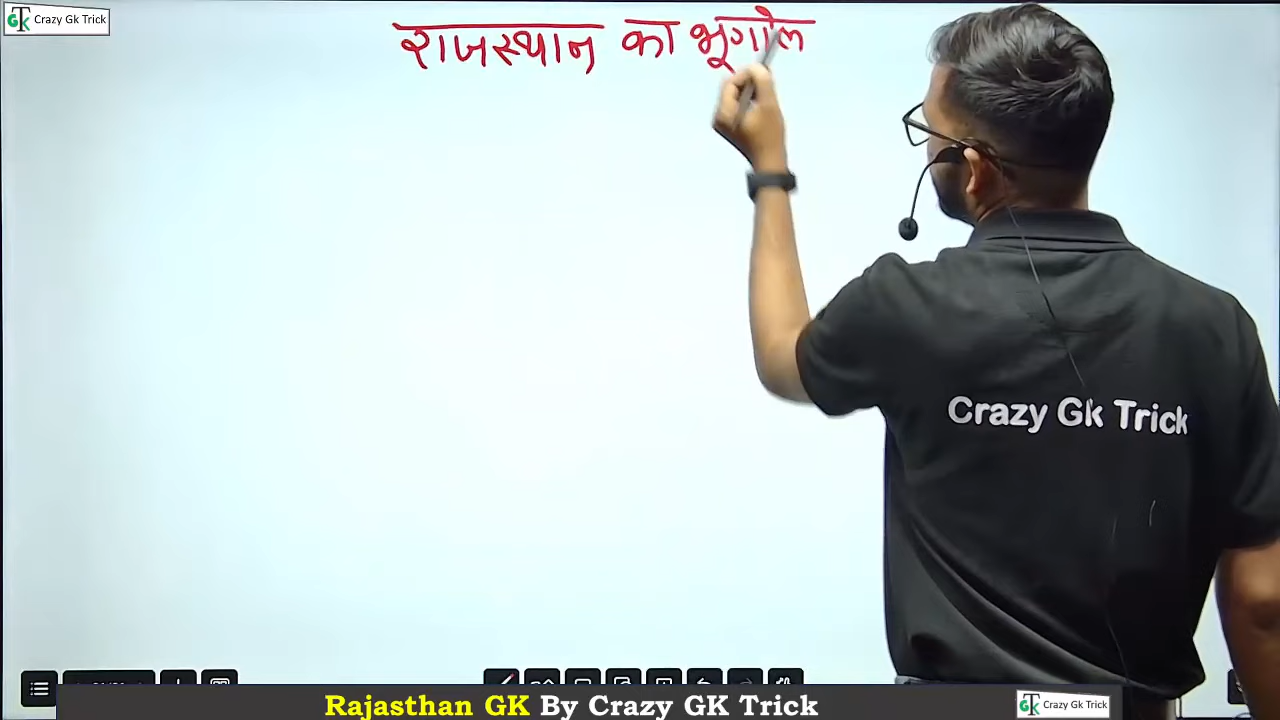 Crazy GK Trick
राजस्थान का भूगोल
Crazy Gk Trick
Rajasthan GK By Crazy GK Trick
Crazy GK Trick